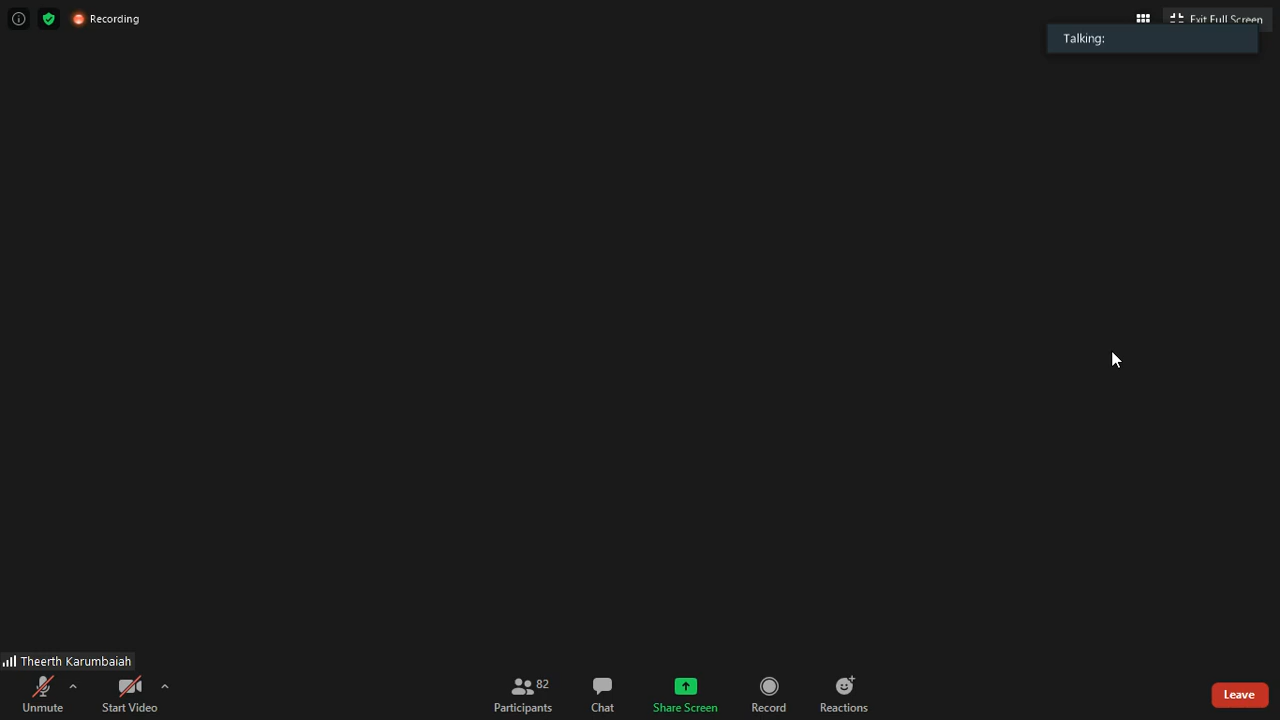 Recording
Exit Full Screen
Talking:
Theerth Karumbaiah
Unmute
Start Video
82
Participants
Chat
Share Screen
Record
Reactions
Leave